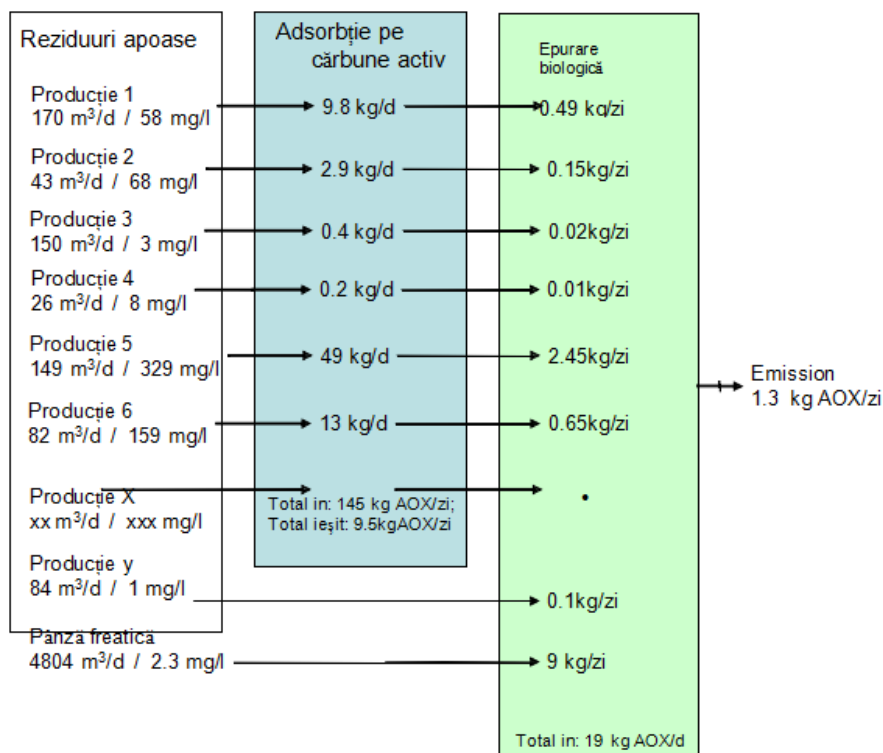 Reziduuri apoase
Adsorbție pe
cărbune activ
Epurare
biologică
Producție 1
170 m³/d / 58 mg/l
9.8 kg/d
0.49 kg/zi
Producție 2
43 m³/d / 68 mg/l
2.9 kg/d
0.15kg/zi
Producție 3
150 m³/d / 3 mg/l
0.4 kg/d
0.02kg/zi
Producție 4
26 m³/d / 8 mg/l
0.2 kg/d
0.01kg/zi
Producție 5
149 m³/d / 329 mg/l
49 kg/d
2.45kg/zi
Emission
1.3 kg AOX/zi
Producție 6
82 m³/d / 159 mg/l
13 kg/d
0.65kg/zi
Producție X
xx m³/d / xxx mg/l
Total in: 145 kg AOX/zi;
Total ieşit: 9.5kgAOX/zi
Producție y
84 m³/d / 1 mg/l
0.1kg/zi
Pânză freatică
4804 m³/d / 2.3 mg/l
9 kg/zi
Total in: 19 kg AOX/d